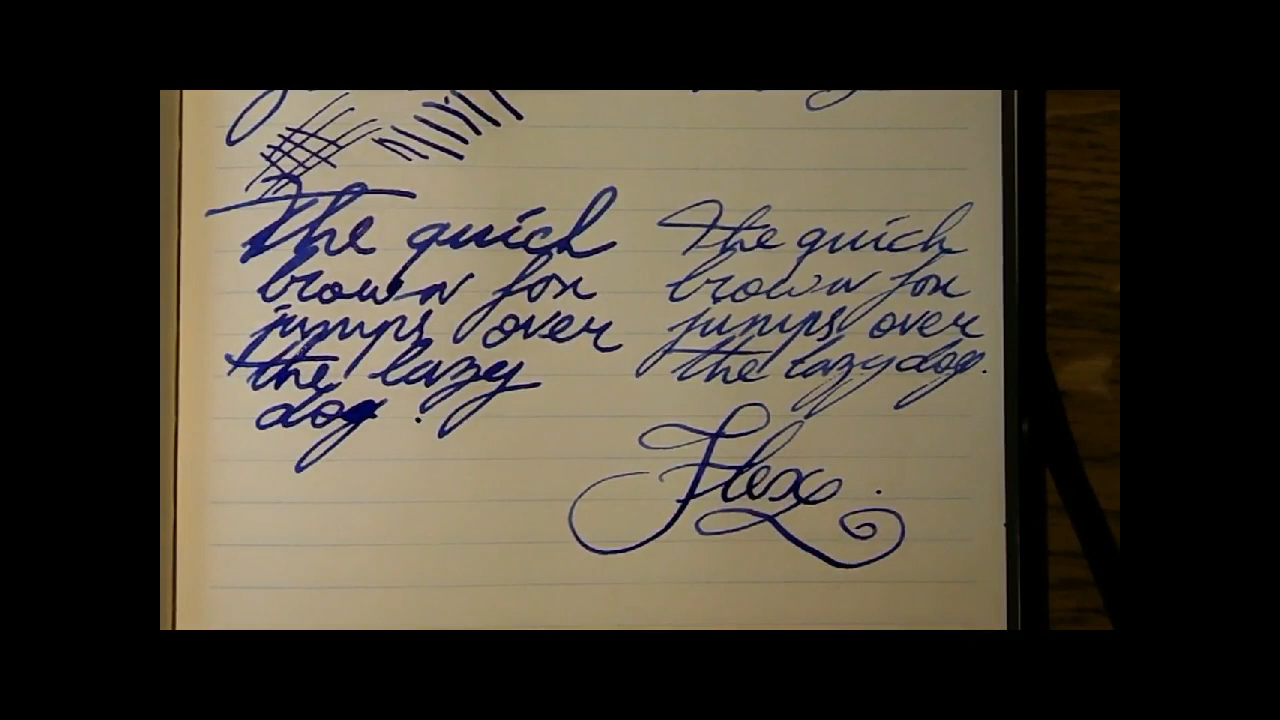 The quick
brown fox
jumps over
the lazy
dog.
The quick
brown fox
jumps over
the lazy dog.
Flex.